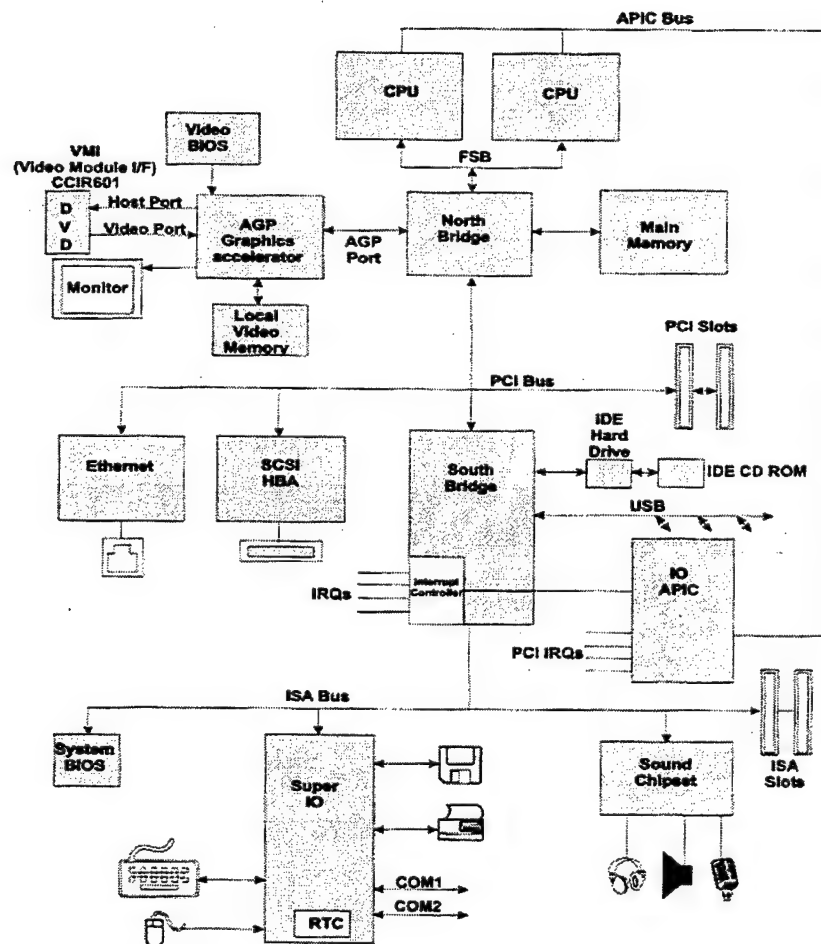 APIC Bus
CPU
CPU
FSB
Video
BIOS
VMI
(Video Module I/F)
CCIR601
D
V
D
Host Port
Video Port
AGP
Graphics
accelerator
AGP
Port
North
Bridge
Main
Memory
Monitor
Local
Video
Memory
PCI Slots
PCI Bus
Ethernet
SCSI
HBA
South
Bridge
IDE
Hard
Drive
IDE CD ROM
USB
Interrupt
Controller
IRQs
IO
APIC
PCI IRQs
ISA Bus
System
BIOS
Super
IO
Sound
Chipset
ISA
Slots
COM1
COM2
RTC